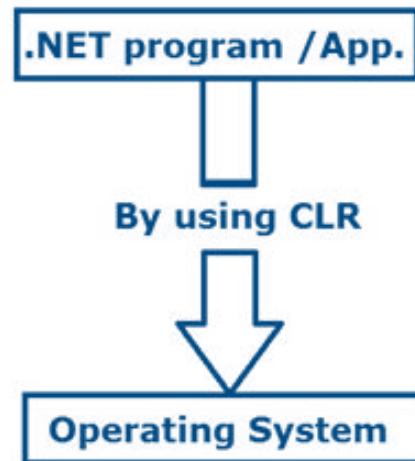 .NET program /App.
By using CLR
Operating System